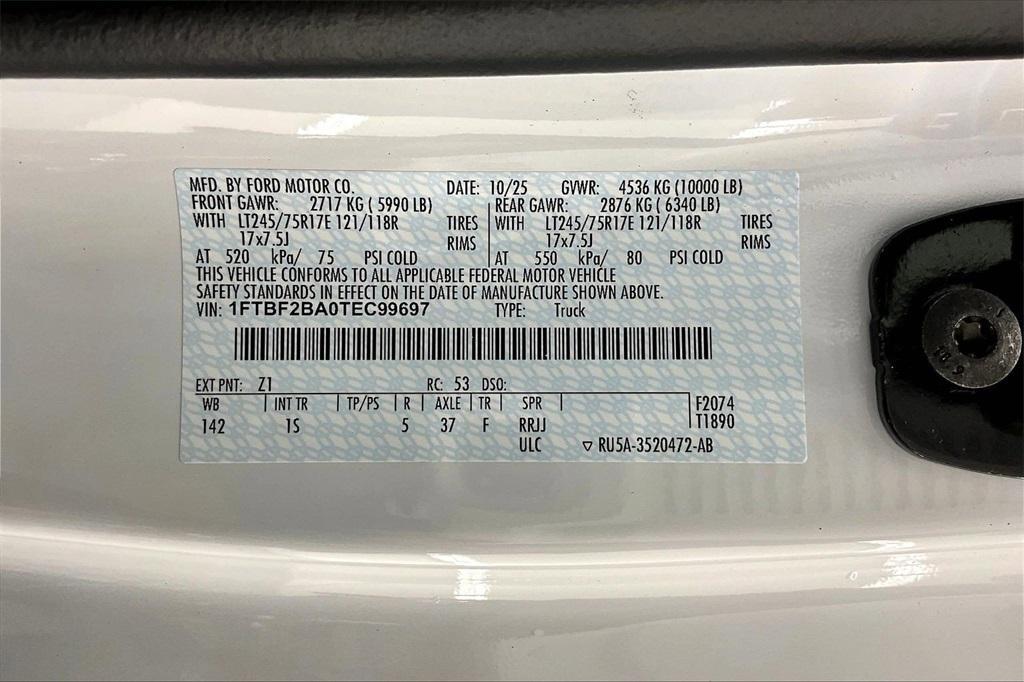 MFD. BY FORD MOTOR CO. DATE: 10/25 GVWR: 4536 KG (10000 LB)
FRONT GAWR: 2717 KG ( 5990 LB) REAR GAWR: 2876 KG ( 6340 LB)
WITH LT245/75R17E 121/118R TIRES WITH LT245/75R17E 121/118R TIRES
17x7.5J RIMS 17x7.5J RIMS
AT 520 kPa/ 75 PSI COLD AT 550 kPa/ 80 PSI COLD
THIS VEHICLE CONFORMS TO ALL APPLICABLE FEDERAL MOTOR VEHICLE
SAFETY STANDARDS IN EFFECT ON THE DATE OF MANUFACTURE SHOWN ABOVE.
VIN: 1FTBF2BA0TEC99697 TYPE: Truck
EXT PNT: Z1 RC: 53 DSO:
WB INT TR TP/PS R AXLE TR SPR F2074
142 1S 5 37 F RRJJ T1890
ULC ▽ RU5A-3520472-AB